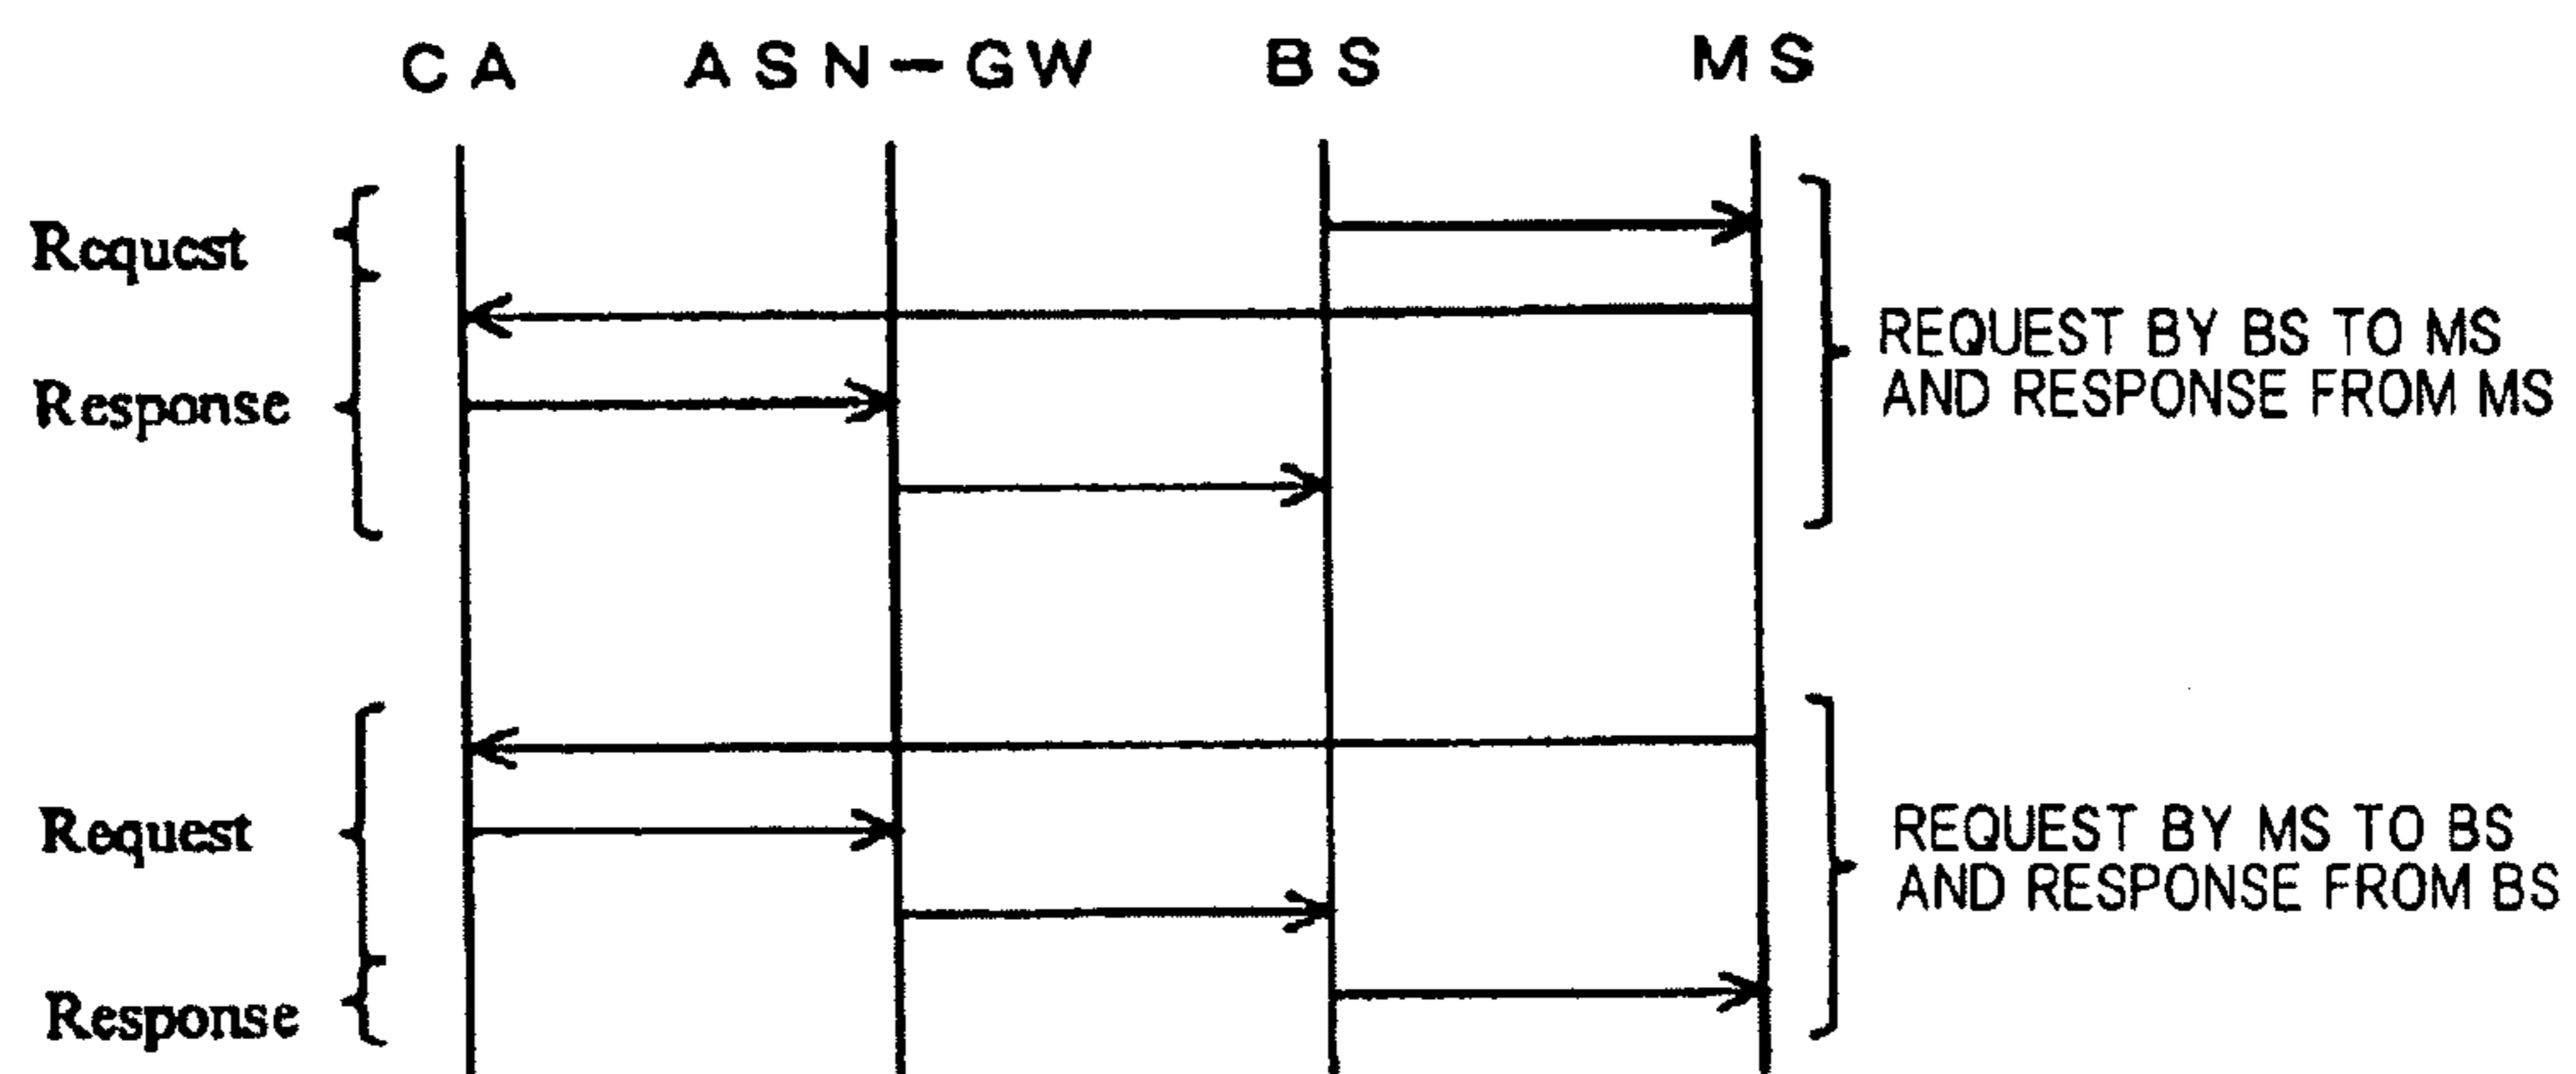 CA ASN-GW BS MS
Request
Response
REQUEST BY BS TO MS
AND RESPONSE FROM MS
Request
Response
REQUEST BY MS TO BS
AND RESPONSE FROM BS